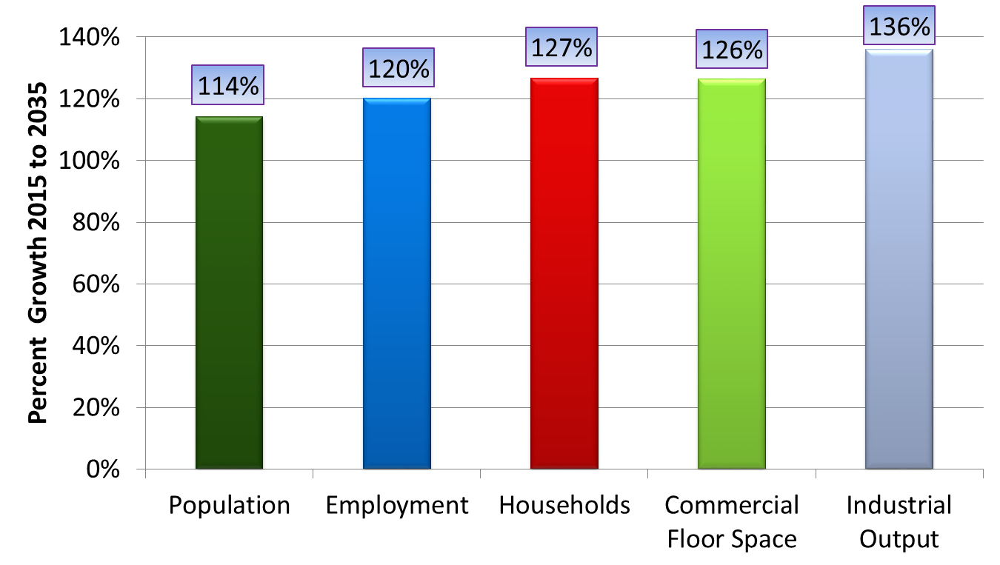 Percent Growth 2015 to 2035
140%
120%
100%
80%
60%
40%
20%
0%
114%
120%
127%
126%
136%
Population
Employment
Households
Commercial
Floor Space
Industrial
Output